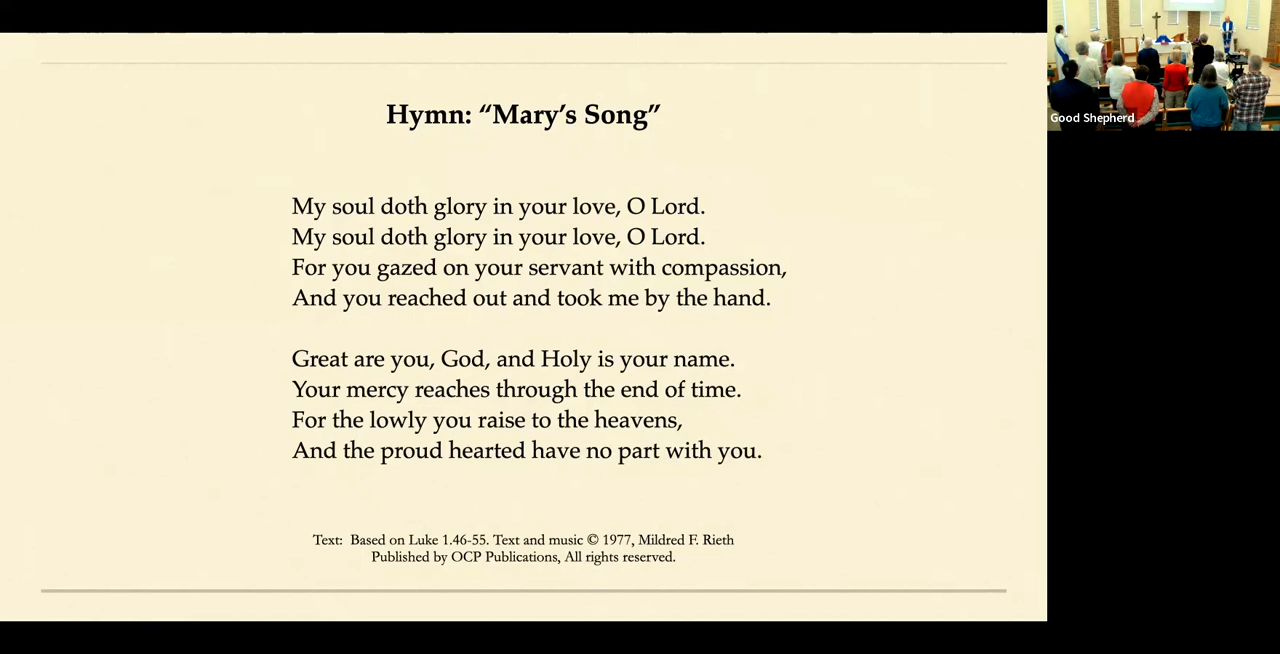 Hymn: “Mary’s Song”
My soul doth glory in your love, O Lord.
My soul doth glory in your love, O Lord.
For you gazed on your servant with compassion,
And you reached out and took me by the hand.
Great are you, God, and Holy is your name.
Your mercy reaches through the end of time.
For the lowly you raise to the heavens,
And the proud hearted have no part with you.
Text:  Based on Luke 1.46-55. Text and music © 1977, Mildred F. Rieth
Published by OCP Publications, All rights reserved.
Good Shepherd